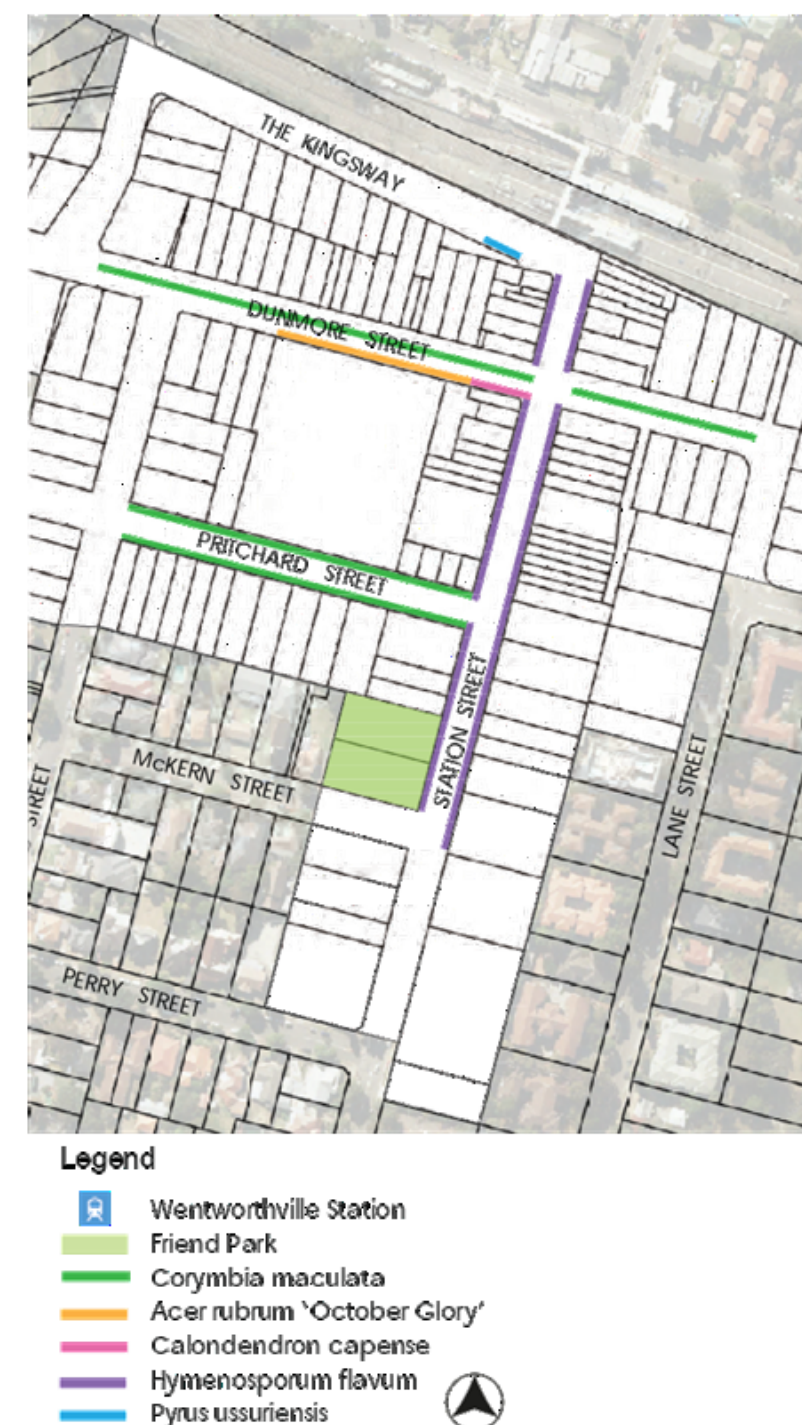 THE KINGSWAY
DUNMORE STREET
PRITCHARD STREET
STATION STREET
McKERN STREET
STREET
LANE STREET
PERRY STREET
Legend
Wentworthville Station
Friend Park
Corymbia maculata
Acer rubrum ‘October Glory’
Calondendron capense
Hymenosporum flavum
Pyrus ussuriensis